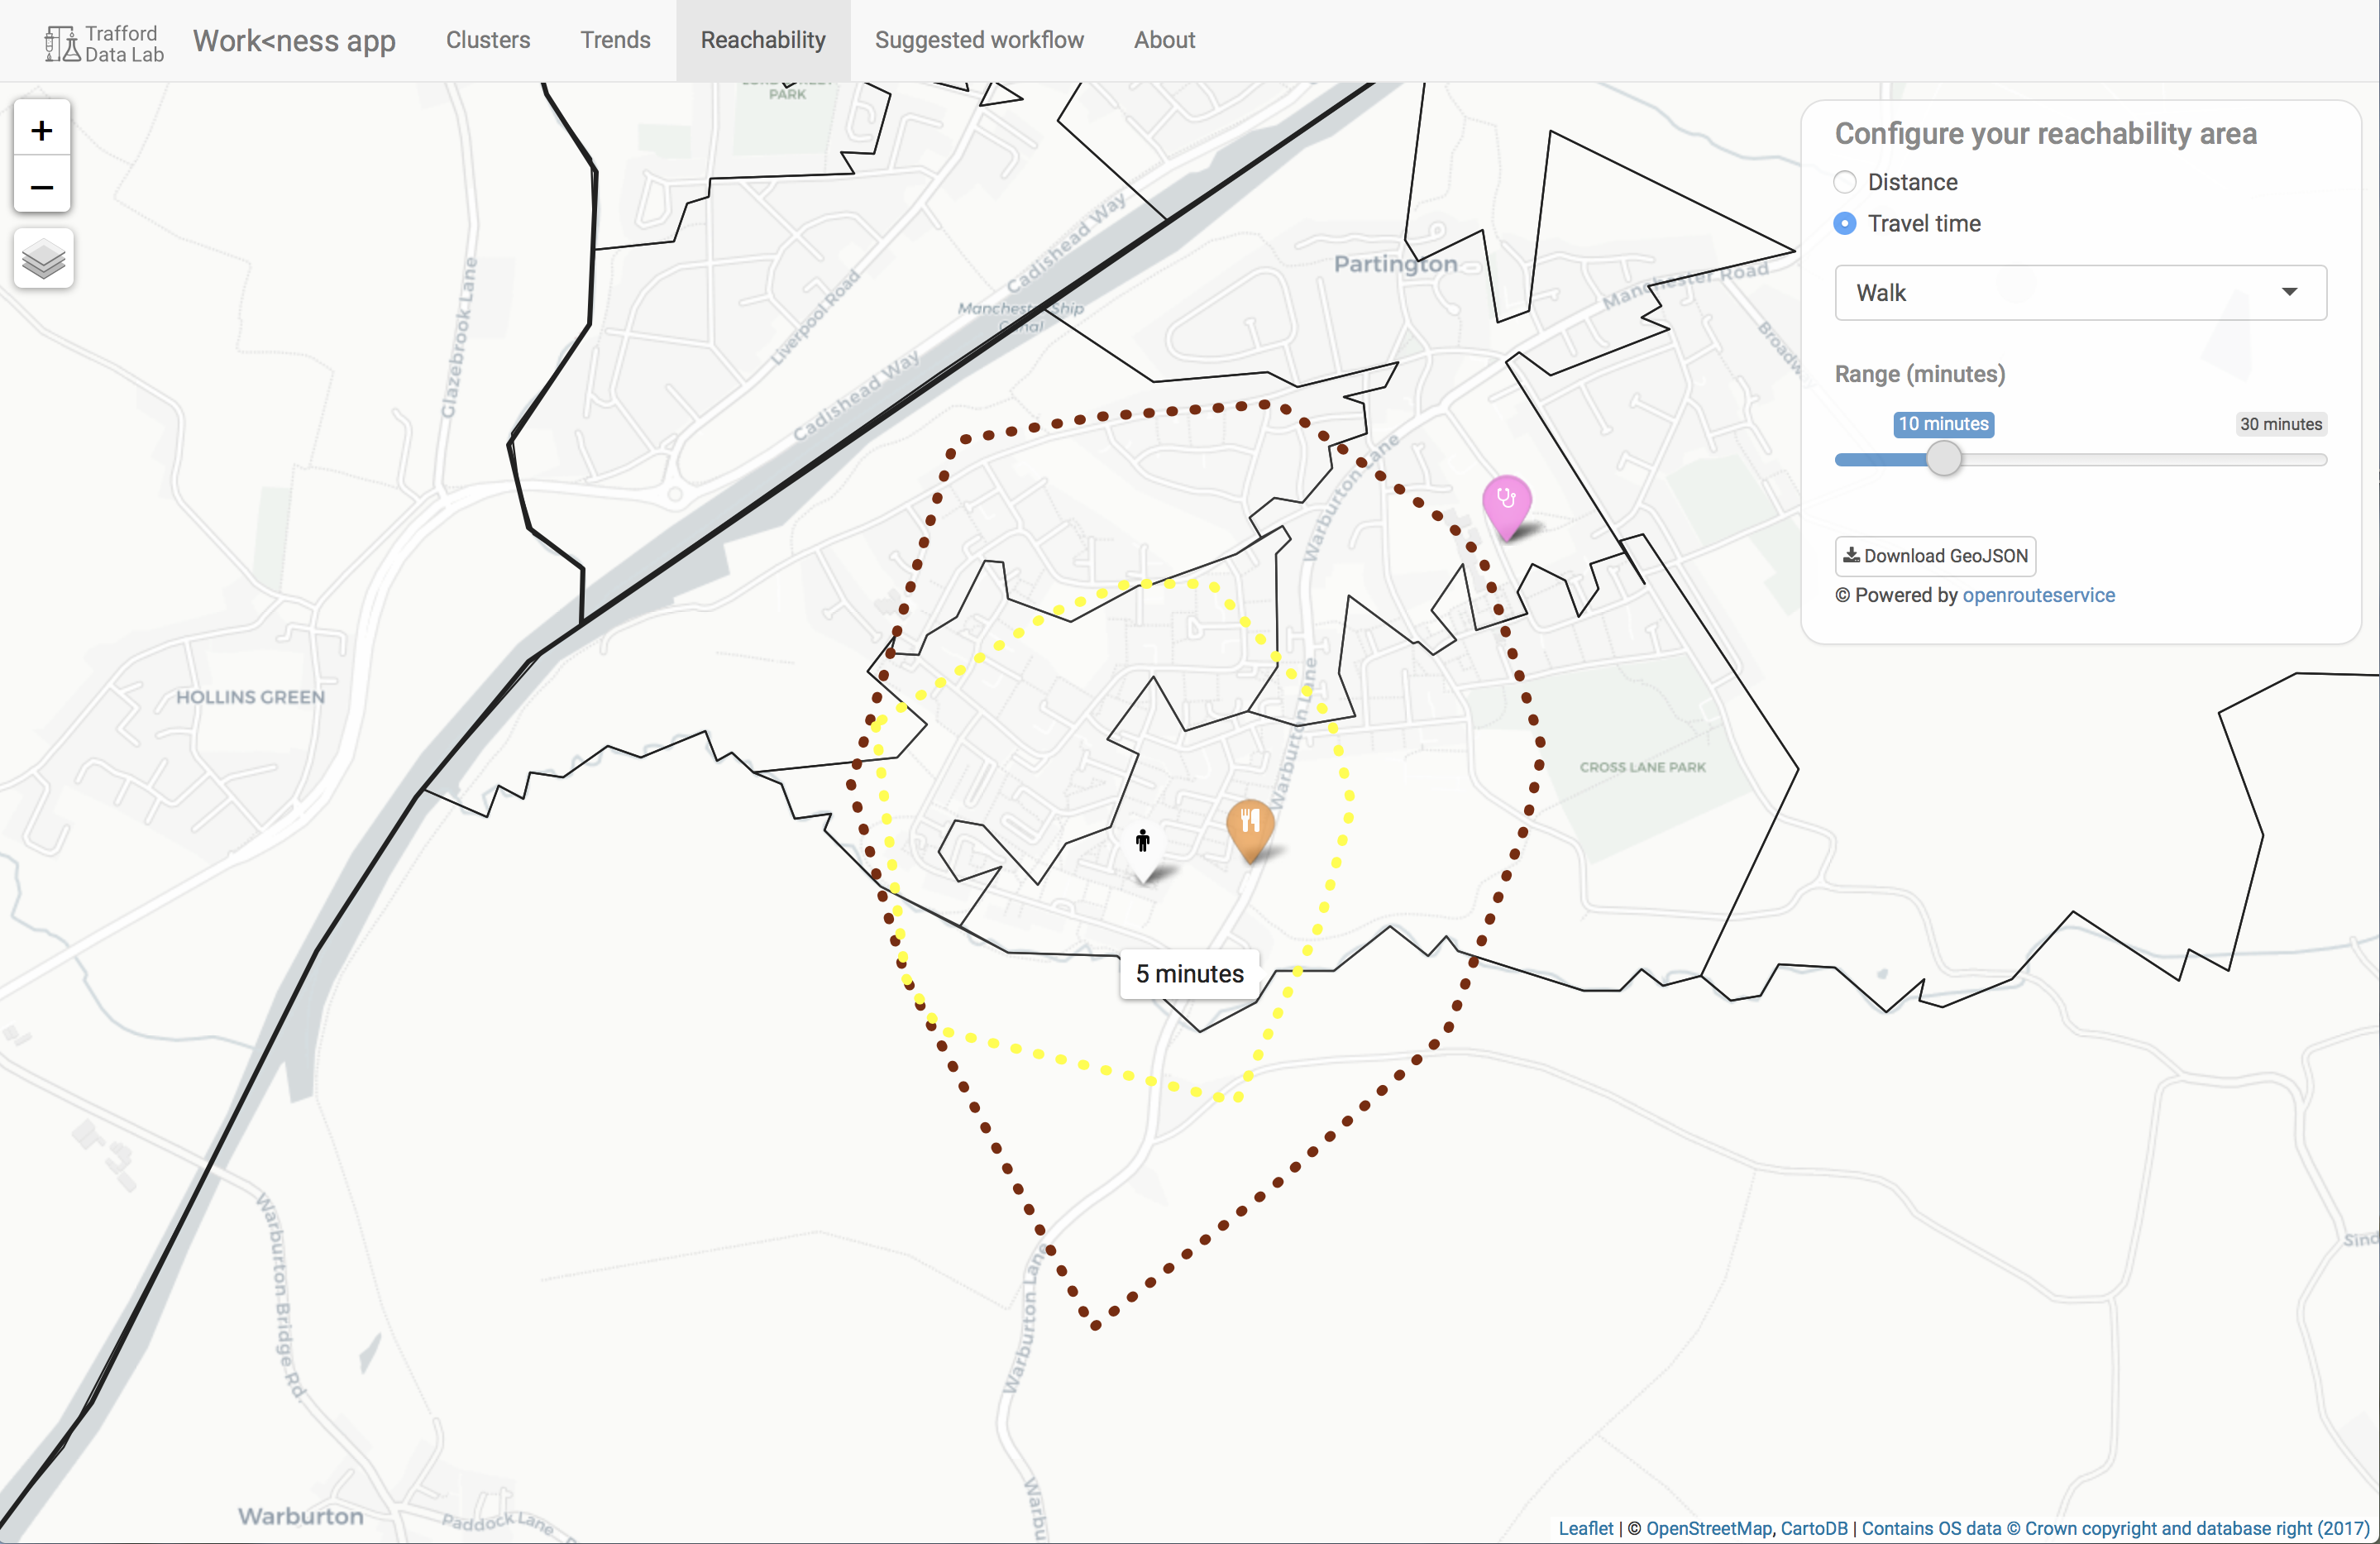 Trafford
Data Lab
Work<ness app
Clusters
Trends
Reachability
Suggested workflow
About
PARK
+
−
Configure your reachability area
Distance
Travel time
Walk
Range (minutes)
10 minutes
30 minutes
Download GeoJSON
© Powered by openrouteservice
Cadishead Way
Partington
Manchester Road
Manchester Ship
Canal
Liverpool Road
Glazebrook Lane
Cadishead Way
Warburton Lane
HOLLINS GREEN
Warburton Lane
CROSS LANE PARK
5 minutes
Warburton Bridge Rd.
Warburton Lane
Sind
Warburton
Paddock Lane
Warbu
Leaflet | © OpenStreetMap, CartoDB | Contains OS data © Crown copyright and database right (2017)